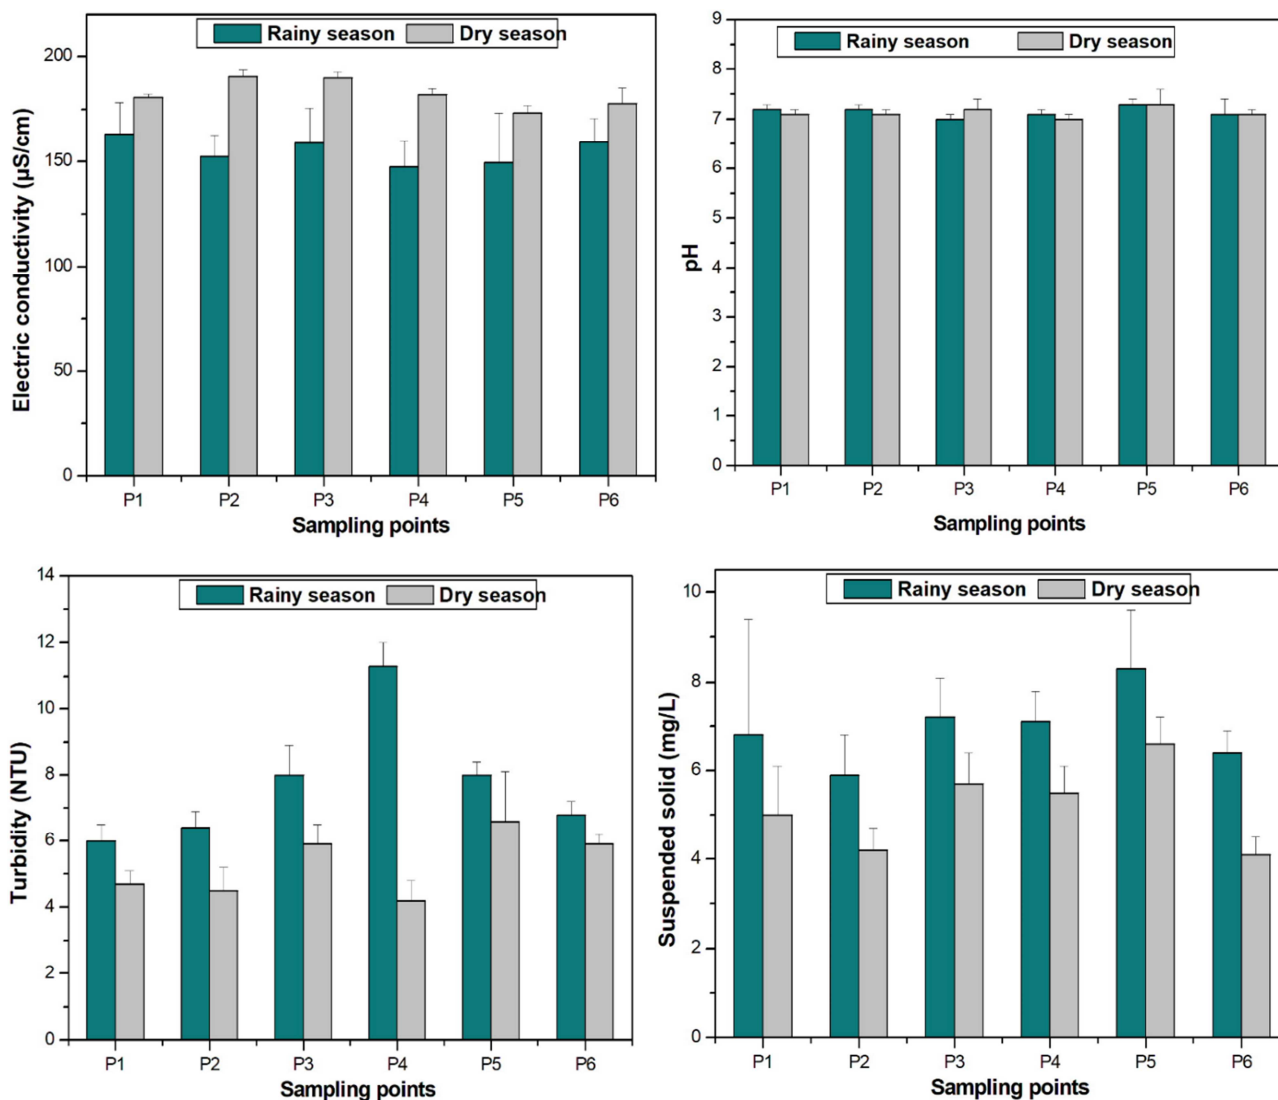 Rainy season Dry season
Electric conductivity (µS/cm)
200
150
100
50
0
P1 P2 P3 P4 P5 P6
Sampling points
Rainy season Dry season
pH
9
8
7
6
5
4
3
2
1
0
P1 P2 P3 P4 P5 P6
Sampling points
Rainy season Dry season
Turbidity (NTU)
14
12
10
8
6
4
2
0
P1 P2 P3 P4 P5 P6
Sampling points
Rainy season Dry season
Suspended solid (mg/L)
10
8
6
4
2
0
P1 P2 P3 P4 P5 P6
Sampling points